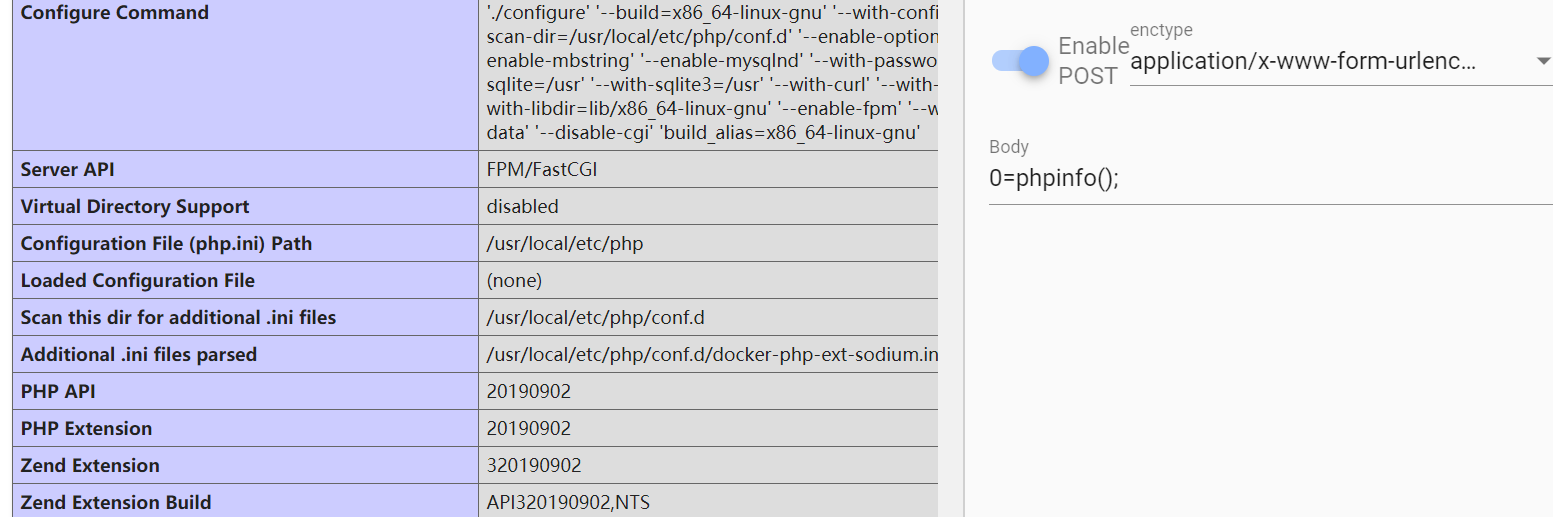 Configure Command
'./configure' '--build=x86_64-linux-gnu' '--with-confi
scan-dir=/usr/local/etc/php/conf.d' '--enable-option
enable-mbstring' '--enable-mysqlnd' '--with-passwo
sqlite=/usr' '--with-sqlite3=/usr' '--with-curl' '--with-
with-libdir=lib/x86_64-linux-gnu' '--enable-fpm' '--w
data' '--disable-cgi' 'build_alias=x86_64-linux-gnu'
Server API FPM/FastCGI
Virtual Directory Support disabled
Configuration File (php.ini) Path /usr/local/etc/php
Loaded Configuration File (none)
Scan this dir for additional .ini files /usr/local/etc/php/conf.d
Additional .ini files parsed /usr/local/etc/php/conf.d/docker-php-ext-sodium.in
PHP API 20190902
PHP Extension 20190902
Zend Extension 320190902
Zend Extension Build API320190902,NTS
Enable
POST
enctype
application/x-www-form-urlenc...
Body
0=phpinfo();